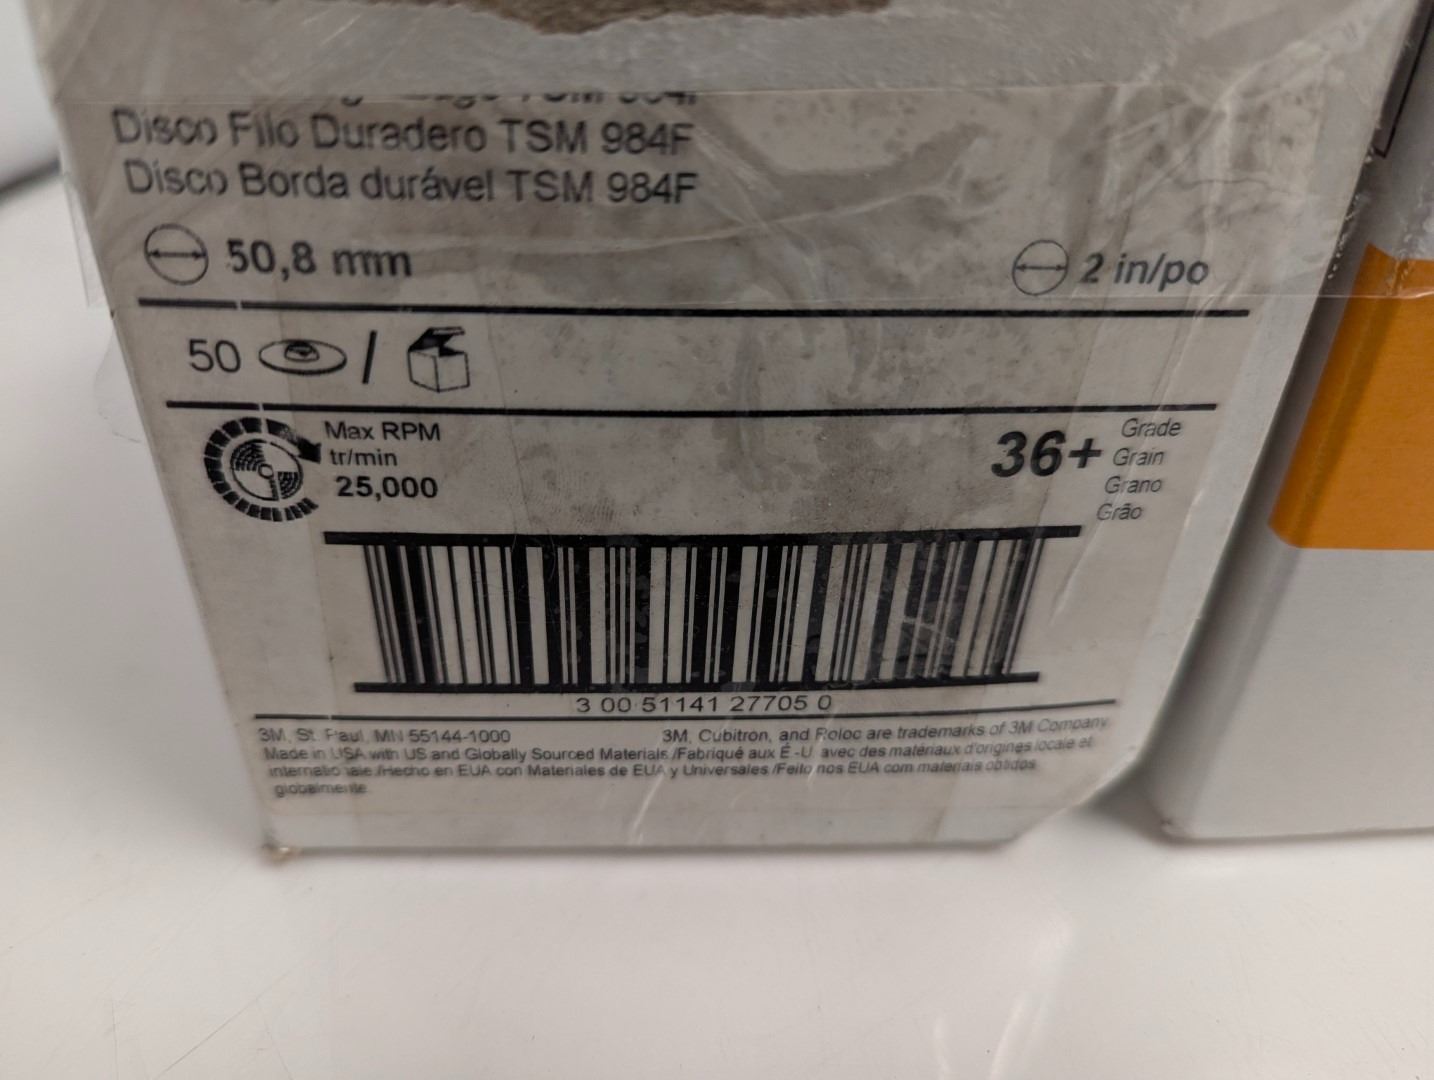 TSM 984F
Disco Filo Duradero TSM 984F
Disco Borda durável TSM 984F
50,8 mm
2 in/po
50 /
Max RPM
tr/min
25,000
36+
Grade
Grain
Grano
Grão
3 00 51141 27705 0
3M, St. Paul, MN 55144-1000
3M, Cubitron, and Roloc are trademarks of 3M Company
Made in USA with US and Globally Sourced Materials /Fabriqué aux É.-U. avec des matériaux d'origines locale et
internationale /Hecho en EUA con Materiales de EUA y Universales /Feito nos EUA com materiais obtidos
globalmente.